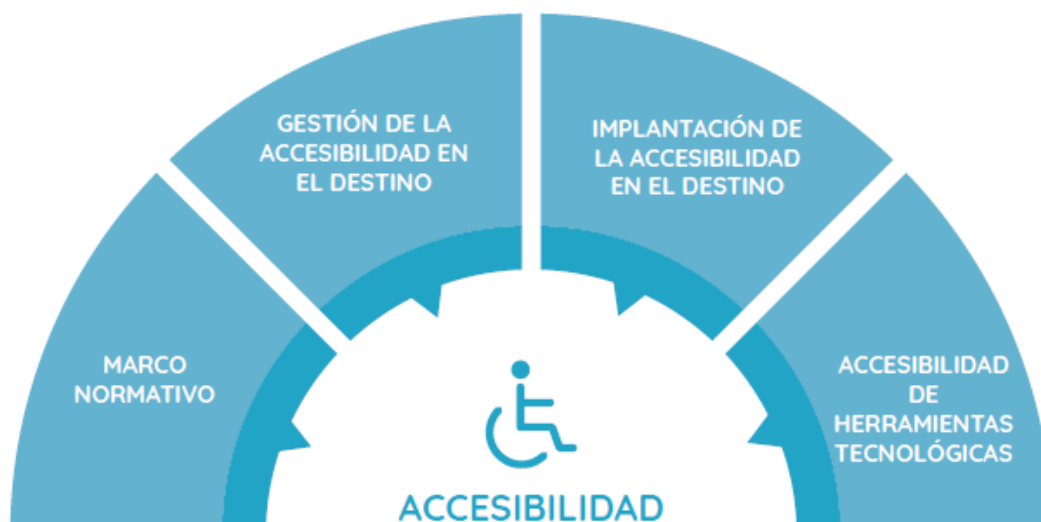 GESTIÓN DE LA
ACCESIBILIDAD EN
EL DESTINO
IMPLANTACIÓN DE
LA ACCESIBILIDAD
EN EL DESTINO
MARCO
NORMATIVO
ACCESIBILIDAD
DE
HERRAMIENTAS
TECNOLÓGICAS
ACCESIBILIDAD